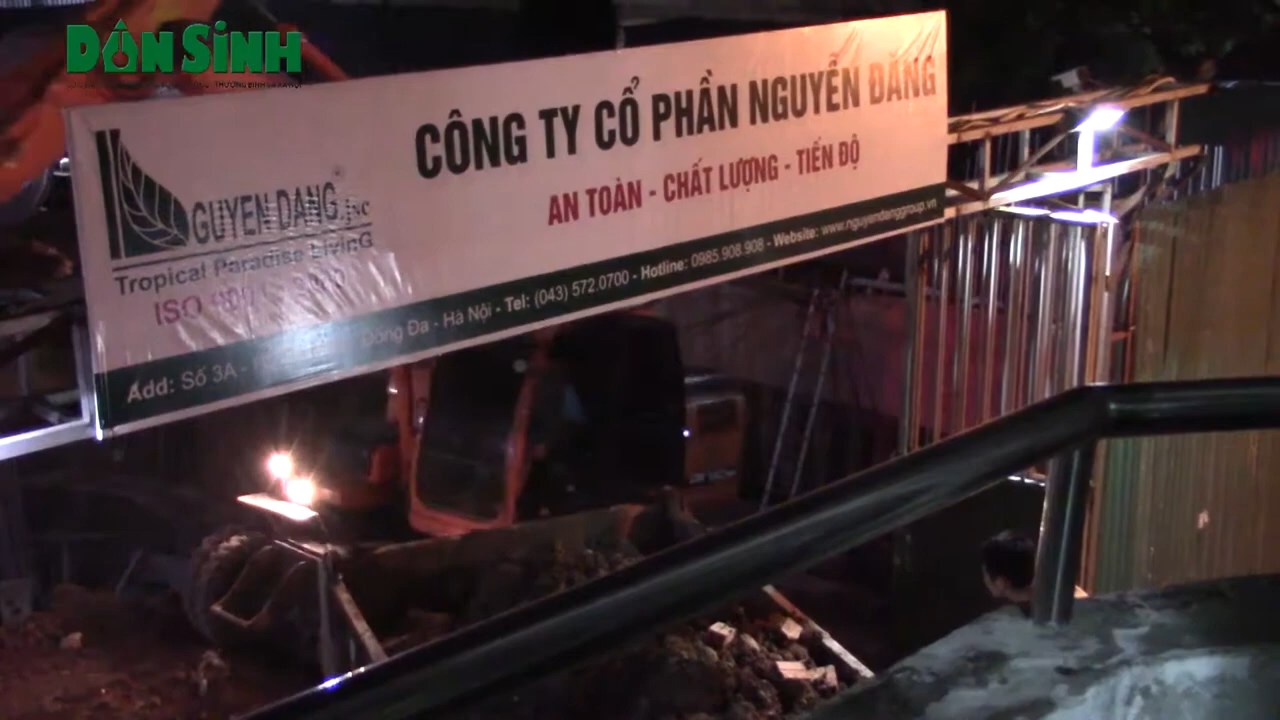 DÂN SINH
CÔNG TY CỔ PHẦN NGUYỄN ĐĂNG
AN TOÀN - CHẤT LƯỢNG - TIẾN ĐỘ
GUYEN DANG.INC
Tropical Paradise LivinG
ISO
Add: Số 3A - Đống Đa - Hà Nội - Tel: (043) 572.0700 - Hotline: 0985.908.908 - Website: www.nguyendanggroup.vn